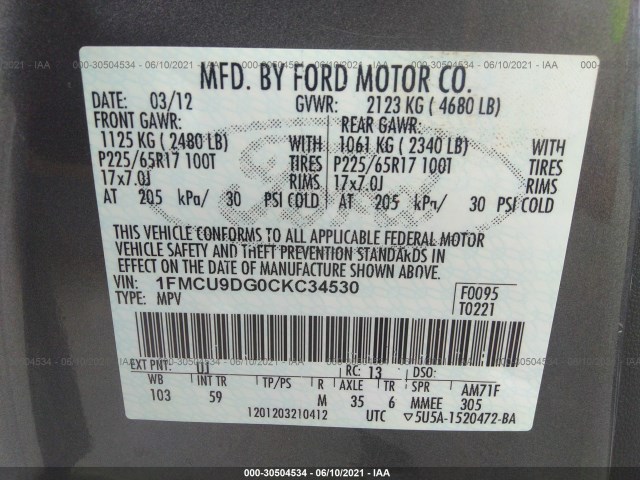 000-30504534 - 06/10/2021 - IAA
MFD. BY FORD MOTOR CO.
DATE: 03/12 GVWR: 2123 KG ( 4680 LB)
FRONT GAWR: REAR GAWR:
1125 KG ( 2480 LB) WITH 1061 KG ( 2340 LB) WITH
P225/65R17 100T TIRES P225/65R17 100T TIRES
17x7.0J RIMS 17x7.0J RIMS
AT 205 kPa/ 30 PSI COLD AT 205 kPa/ 30 PSI COLD
Ford
THIS VEHICLE CONFORMS TO ALL APPLICABLE FEDERAL MOTOR
VEHICLE SAFETY AND THEFT PREVENTION STANDARDS IN
EFFECT ON THE DATE OF MANUFACTURE SHOWN ABOVE.
VIN: 1FMCU9DG0CKC34530 F0095
TYPE: MPV T0221
EXT PNT: UJ RC: 13 DSO:
WB INT TR TP/PS R AXLE TR SPR AM71F
103 59 M 35 6 MMEE 305
1201203210412 UTC ▽5U5A-1520472-BA